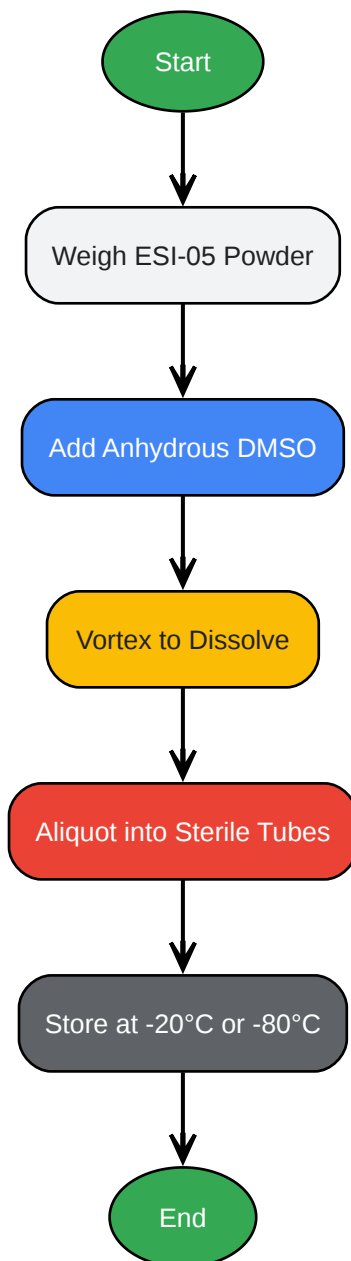 Start
Weigh ESI-05 Powder
Add Anhydrous DMSO
Vortex to Dissolve
Aliquot into Sterile Tubes
Store at -20°C or -80°C
End